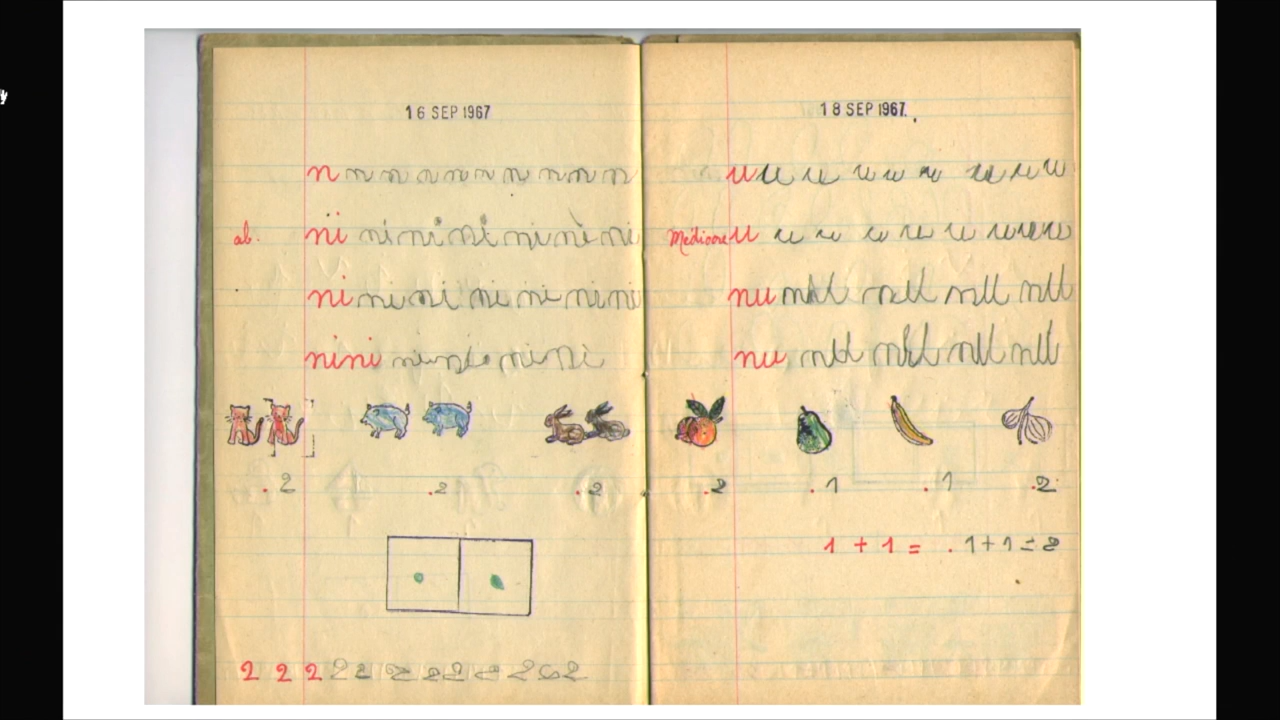 16 SEP 1967
n n n n n n n n n n
ab. ni ni ni ni ni ni ni
ni ni ni ni ni ni ni
nini nini nini
. 2 . 2 . 2
2 2 2 2 2 2 2 2 2 2 2
18 SEP 1967.
u u u u u u u u u
Médiocre u u u u u u u u u
nu nu nu nu nu
nu nu nu nu nu
. 2 . 1 . 1 . 2
1 + 1 = . 1+1=2